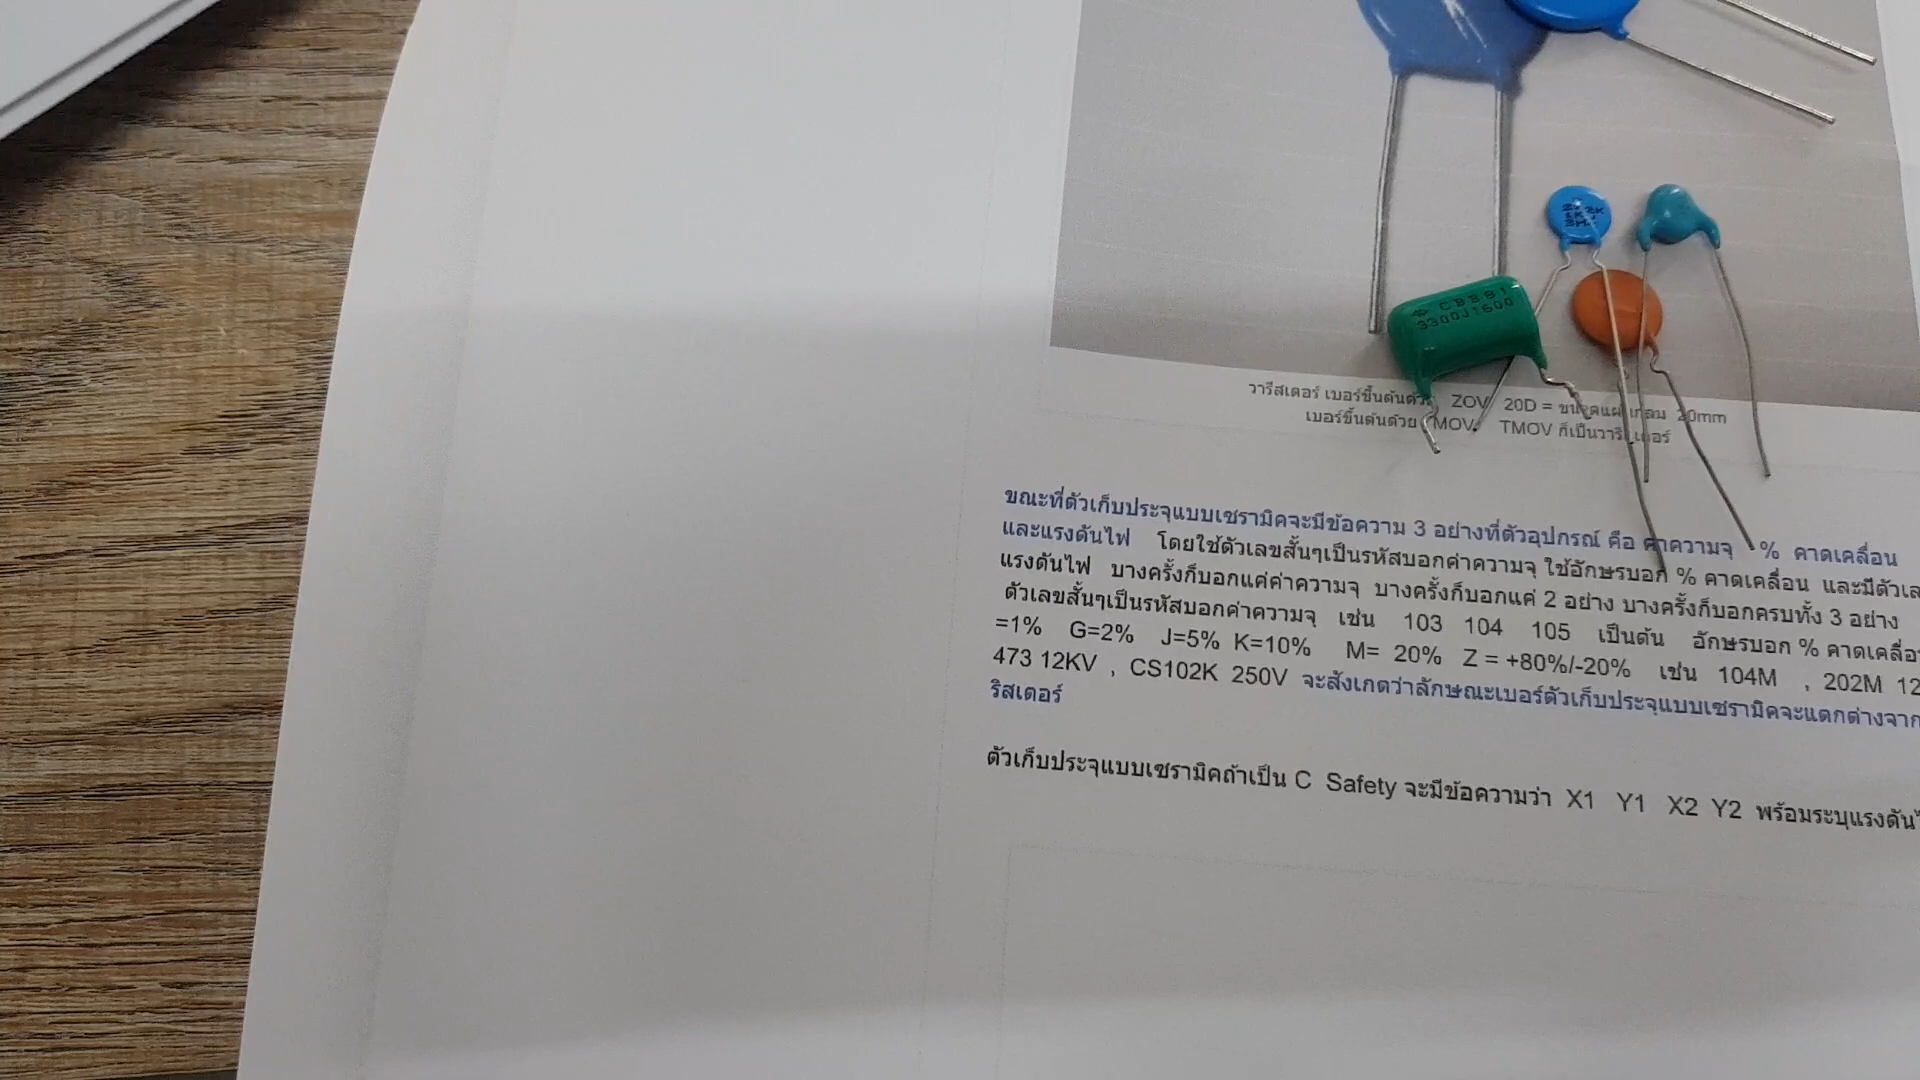 CBB81
3300J1600
วารีสเตอร์ เบอร์ขึ้นต้นด้วย ZOV 20D = ขนาดแผ่นกลม 20mm
เบอร์ขึ้นต้นด้วย MOV TMOV ก็เป็นวาริสเตอร์
ขณะที่ตัวเก็บประจุแบบเซรามิคจะมีข้อความ 3 อย่างที่ตัวอุปกรณ์ คือ ค่าความจุ % คาดเคลื่อน
และแรงดันไฟ โดยใช้ตัวเลขสั้นๆเป็นรหัสบอกค่าความจุ ใช้อักษรบอก % คาดเคลื่อน และมีตัวเล
แรงดันไฟ บางครั้งก็บอกแค่ค่าความจุ บางครั้งก็บอกแค่ 2 อย่าง บางครั้งก็บอกครบทั้ง 3 อย่าง
ตัวเลขสั้นๆเป็นรหัสบอกค่าความจุ เช่น 103 104 105 เป็นต้น อักษรบอก % คาดเคลื่อ
=1% G=2% J=5% K=10% M= 20% Z = +80%/-20% เช่น 104M , 202M 12
473 12KV , CS102K 250V จะสังเกตว่าลักษณะเบอร์ตัวเก็บประจุแบบเซรามิคจะแตกต่างจาก
ริสเตอร์
ตัวเก็บประจุแบบเซรามิคถ้าเป็น C Safety จะมีข้อความว่า X1 Y1 X2 Y2 พร้อมระบุแรงดัน